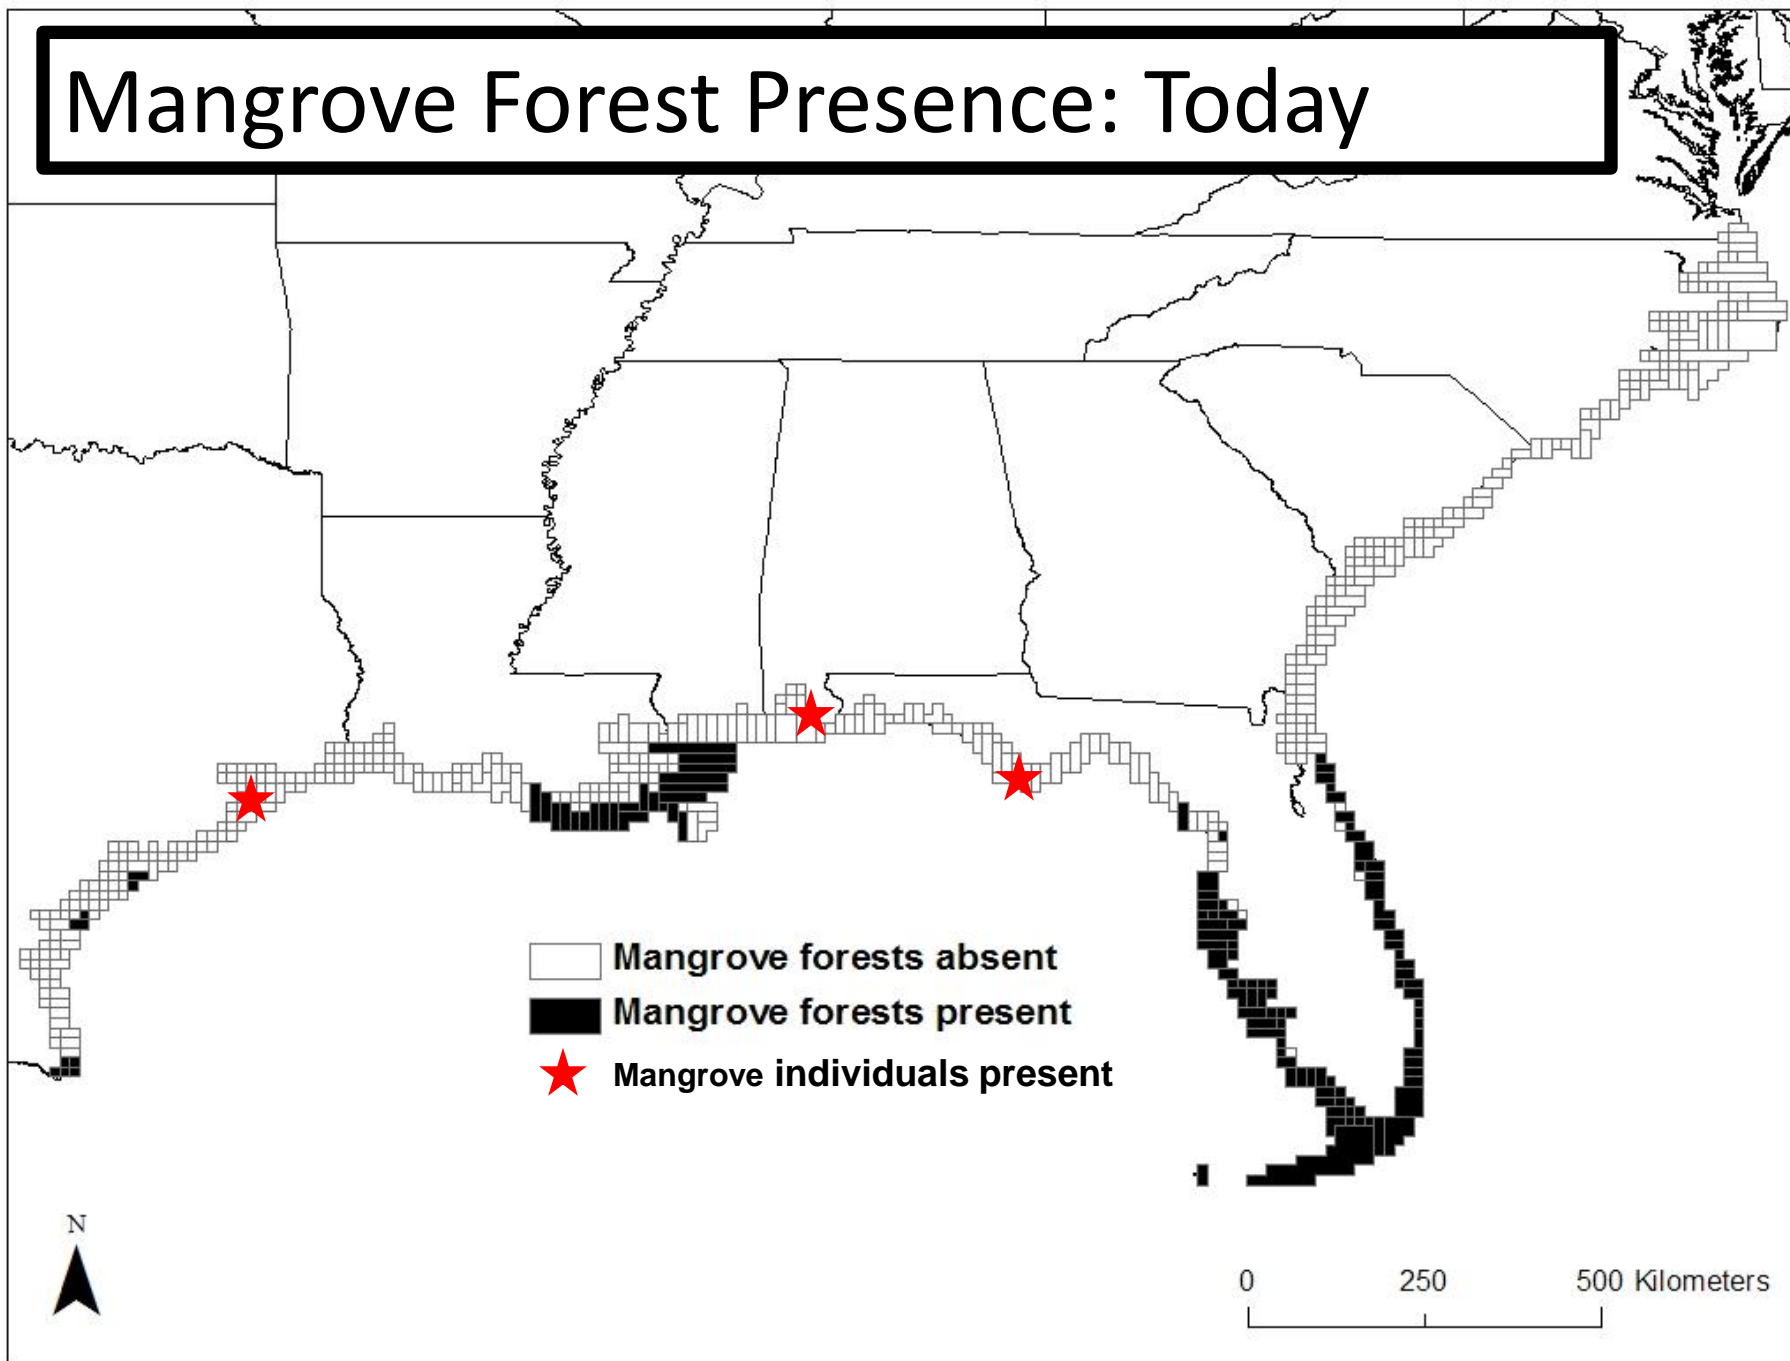 Mangrove Forest Presence: Today
Mangrove forests absent
Mangrove forests present
Mangrove individuals present
N
0 250 500 Kilometers